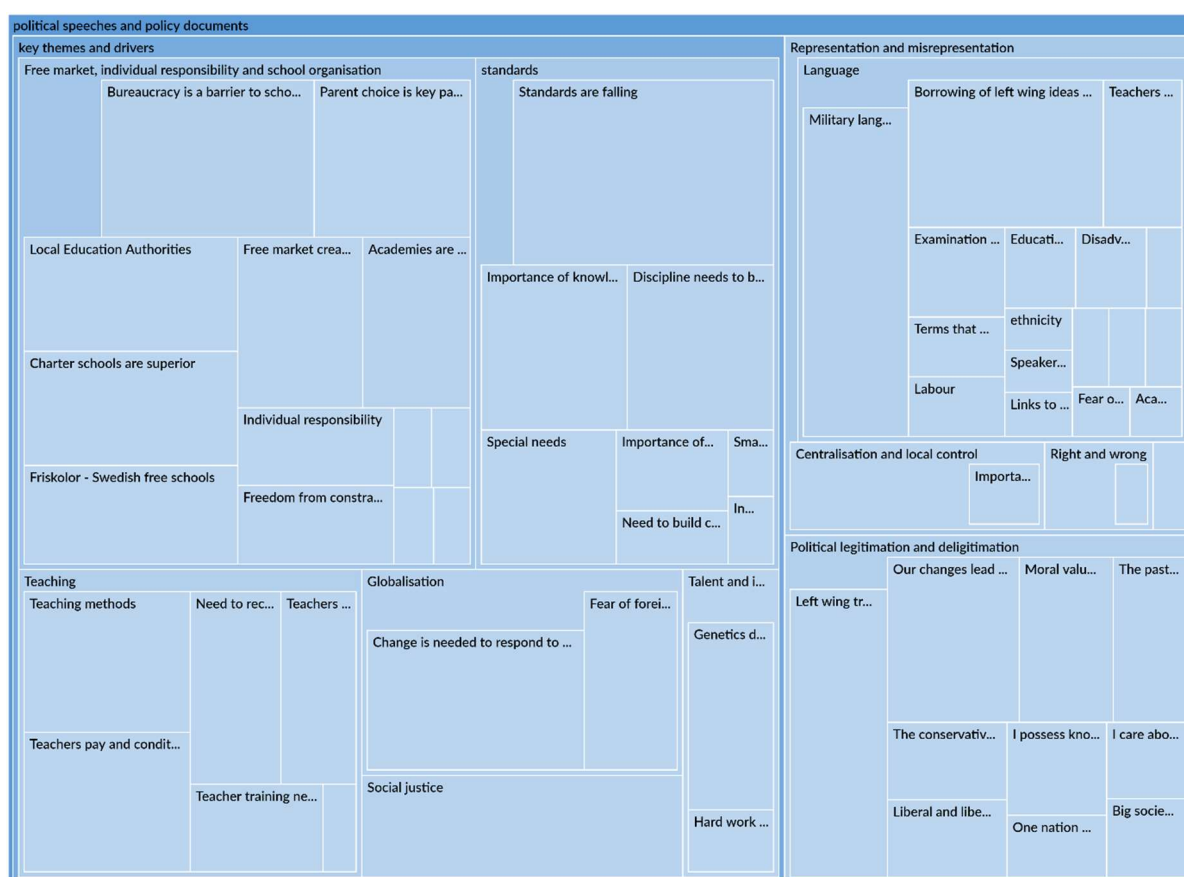 political speeches and policy documents
key themes and drivers
Free market, individual responsibility and school organisation
Bureaucracy is a barrier to scho...
Parent choice is key pa...
Local Education Authorities
Free market crea...
Academies are ...
Charter schools are superior
Individual responsibility
Friskolor - Swedish free schools
Freedom from constra...
standards
Standards are falling
Importance of knowl...
Discipline needs to b...
Special needs
Importance of...
Sma...
In...
Need to build c...
Teaching
Teaching methods
Need to rec...
Teachers ...
Teachers pay and condit...
Teacher training ne...
Globalisation
Fear of forei...
Change is needed to respond to ...
Social justice
Talent and i...
Genetics d...
Hard work ...
Representation and misrepresentation
Language
Military lang...
Borrowing of left wing ideas ...
Teachers ...
Examination ...
Educati...
Disadv...
Terms that ...
ethnicity
Speaker...
Labour
Links to ...
Fear o...
Aca...
Centralisation and local control
Importa...
Right and wrong
Political legitimation and deligitimation
Left wing tr...
Our changes lead ...
Moral valu...
The past...
The conservativ...
I possess kno...
I care abo...
Liberal and libe...
One nation ...
Big socie...